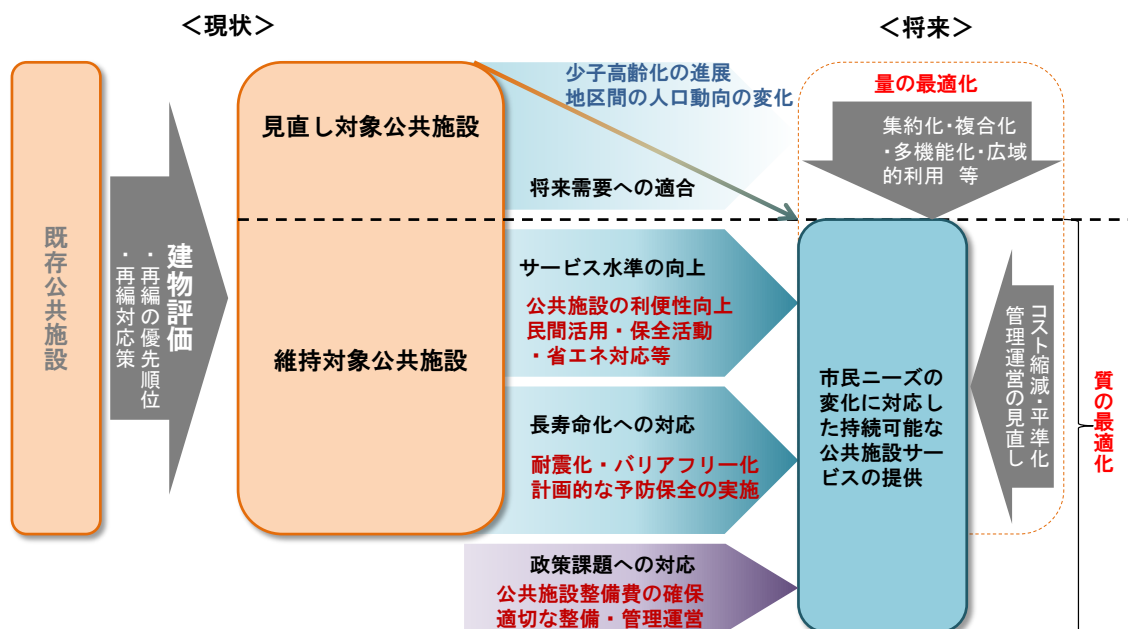 ＜現状＞
＜将来＞
既存公共施設
建物評価
・再編の優先順位
・再編対応策
見直し対象公共施設
維持対象公共施設
少子高齢化の進展
地区間の人口動向の変化
将来需要への適合
サービス水準の向上
公共施設の利便性向上
民間活用・保全活動
・省エネ対応等
長寿命化への対応
耐震化・バリアフリー化
計画的な予防保全の実施
政策課題への対応
公共施設整備費の確保
適切な整備・管理運営
量の最適化
集約化・複合化
・多機能化・広域
的利用　等
市民ニーズの
変化に対応し
た持続可能な
公共施設サー
ビスの提供
コスト縮減・平準化
管理運営の見直し
質の最適化